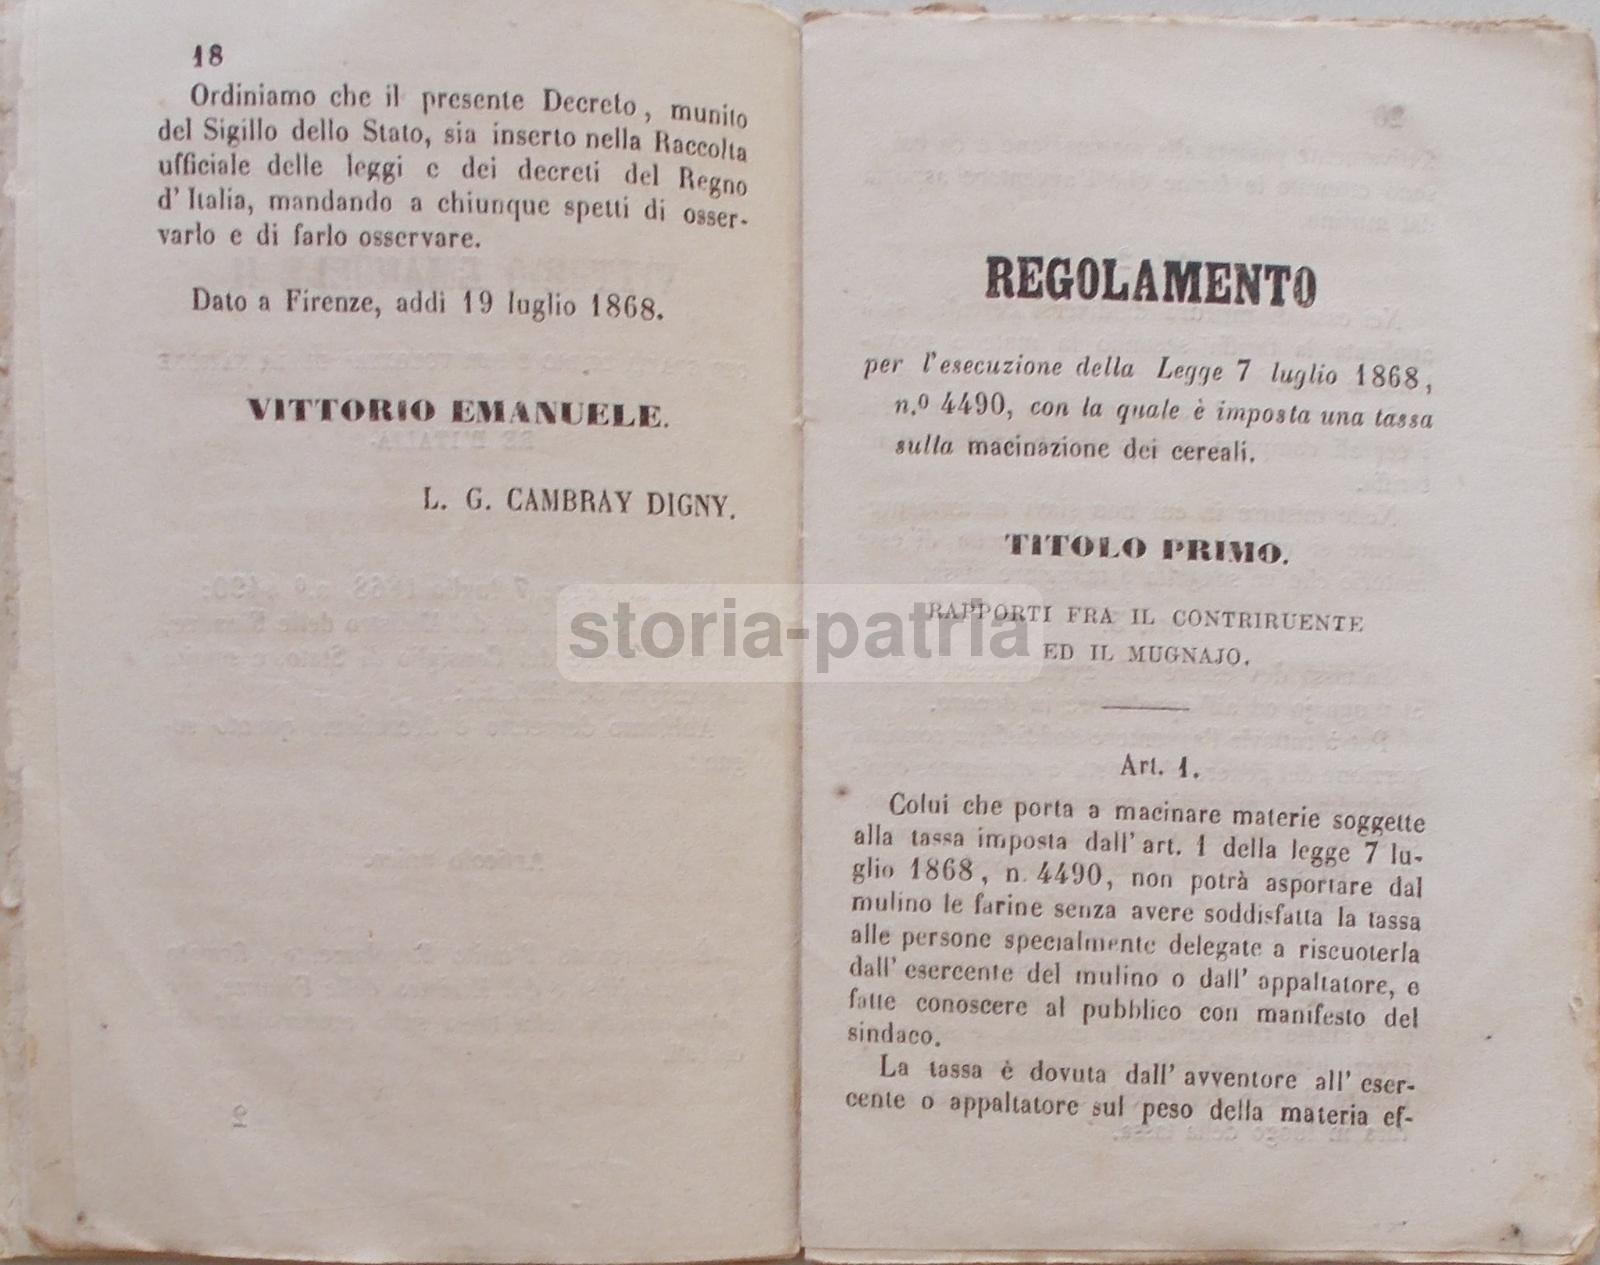 18
Ordiniamo che il presente Decreto, munito
del Sigillo dello Stato, sia inserto nella Raccolta
ufficiale delle leggi e dei decreti del Regno
d' Italia, mandando a chiunque spetti di osser-
varlo e di farlo osservare.
Dato a Firenze, addì 19 luglio 1868.
VITTORIO EMANUELE.
L. G. CAMBRAY DIGNY.
2
REGOLAMENTO
per l'esecuzione della Legge 7 luglio 1868,
n.º 4490, con la quale è imposta una tassa
sulla macinazione dei cereali.
TITOLO PRIMO.
RAPPORTI FRA IL CONTRIRUENTE
ED IL MUGNAJO.
storia-patria
Art. 1.
Colui che porta a macinare materie soggette
alla tassa imposta dall' art. 1 della legge 7 lu-
glio 1868, n. 4490, non potrà asportare dal
mulino le farine senza avere soddisfatta la tassa
alle persone specialmente delegate a riscuoterla
dall' esercente del mulino o dall' appaltatore, e
fatte conoscere al pubblico con manifesto del
sindaco.
La tassa è dovuta dall' avventore all' eser-
cente o appaltatore sul peso della materia ef-